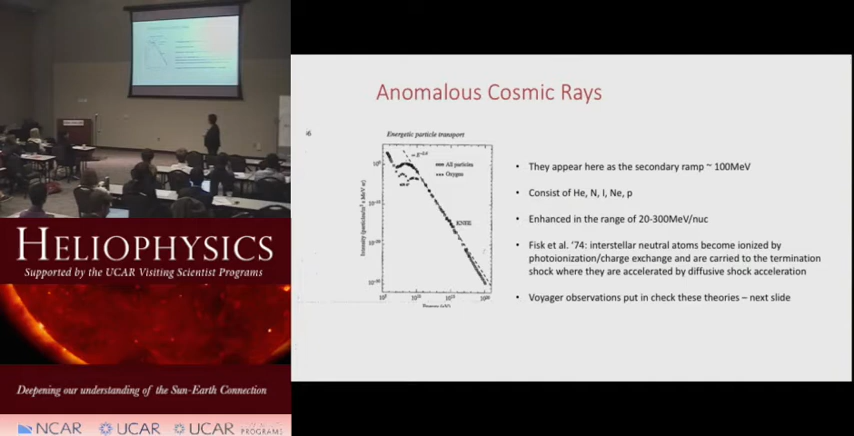 Anomalous Cosmic Rays
Energetic particle transport
All particles
Oxygen
KNEE
• They appear here as the secondary ramp ~ 100MeV
• Consist of He, N, I, Ne, p
• Enhanced in the range of 20-300MeV/nuc
• Fisk et al. '74: interstellar neutral atoms become ionized by
photoionization/charge exchange and are carried to the termination
shock where they are accelerated by diffusive shock acceleration
• Voyager observations put in check these theories – next slide
HELIOPHYSICS
Supported by the UCAR Visiting Scientist Programs
Deepening our understanding of the Sun-Earth Connection
NCAR
UCAR
UCAR
PROGRAMS